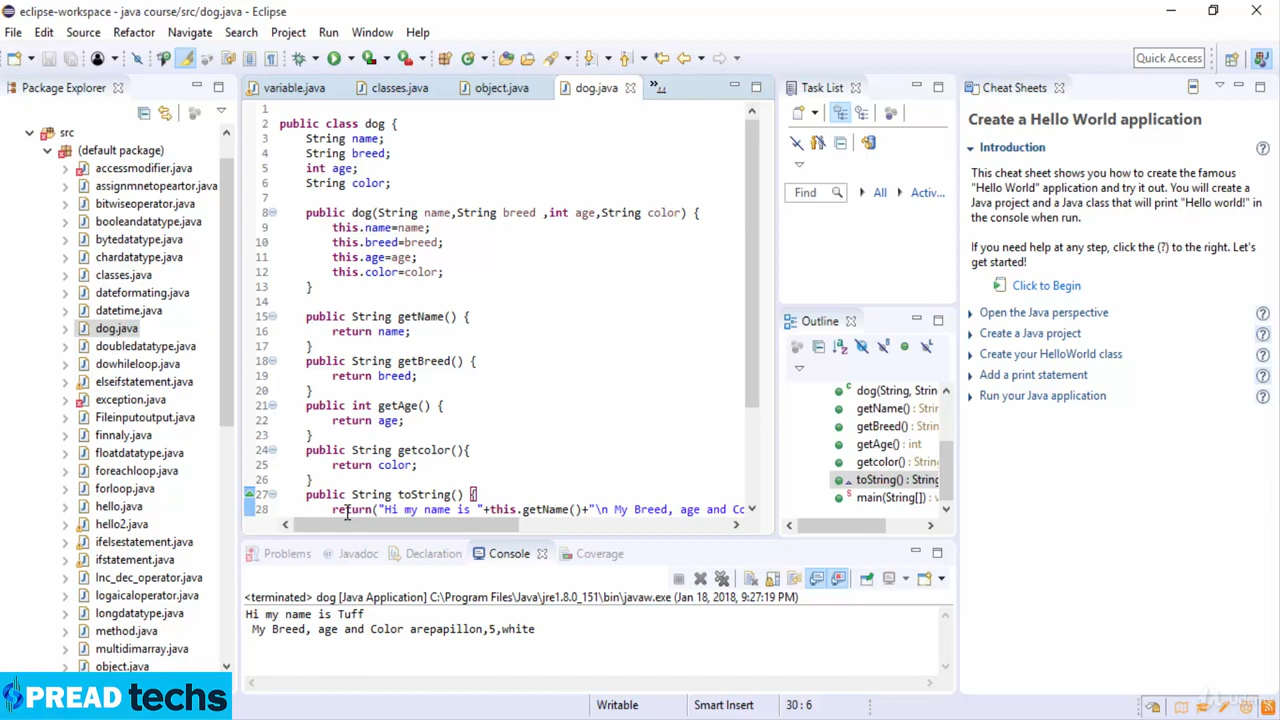 eclipse-workspace - java course/src/dog.java - Eclipse
File Edit Source Refactor Navigate Search Project Run Window Help
Quick Access
Package Explorer
src
(default package)
accessmodifier.java
assignmnetopeartor.java
bitwiseoperator.java
booleandatatype.java
bytedatatype.java
chardatatype.java
classes.java
dateformating.java
datetime.java
dog.java
doubledatatype.java
dowhileloop.java
elseifstatement.java
exception.java
Fileinputoutput.java
finnaly.java
floatdatatype.java
foreachloop.java
forloop.java
hello.java
hello2.java
ifelsestatement.java
ifstatement.java
Inc_dec_operator.java
logaicaloperator.java
longdatatype.java
method.java
multidimarray.java
object.java
SPREAD techs
variable.java classes.java object.java dog.java »44
1
2 public class dog {
3 String name;
4 String breed;
5 int age;
6 String color;
7
8 public dog(String name,String breed ,int age,String color) {
9 this.name=name;
10 this.breed=breed;
11 this.age=age;
12 this.color=color;
13 }
14
15 public String getName() {
16 return name;
17 }
18 public String getBreed() {
19 return breed;
20 }
21 public int getAge() {
22 return age;
23 }
24 public String getcolor(){
25 return color;
26 }
27 public String toString() {
28 return("Hi my name is "+this.getName()+"\n My Breed, age and Co
Problems Javadoc Declaration Console Coverage
<terminated> dog [Java Application] C:\Program Files\Java\jre1.8.0_151\bin\javaw.exe (Jan 18, 2018, 9:27:19 PM)
Hi my name is Tuff
My Breed, age and Color arepapillon,5,white
Task List
Find All Activ...
Outline
dog(String, Strin
getName() : Strin
getBreed() : Strin
getAge() : int
getcolor() : String
toString() : String
main(String[]) : v
Cheat Sheets
Create a Hello World application
Introduction
This cheat sheet shows you how to create the famous
"Hello World" application and try it out. You will create
a Java project and a Java class that will print "Hello world!" in
the console when run.
If you need help at any step, click the (?) to the right. Let's
get started!
Click to Begin
Open the Java perspective
Create a Java project
Create your HelloWorld class
Add a print statement
Run your Java application
Writable Smart Insert 30 : 6